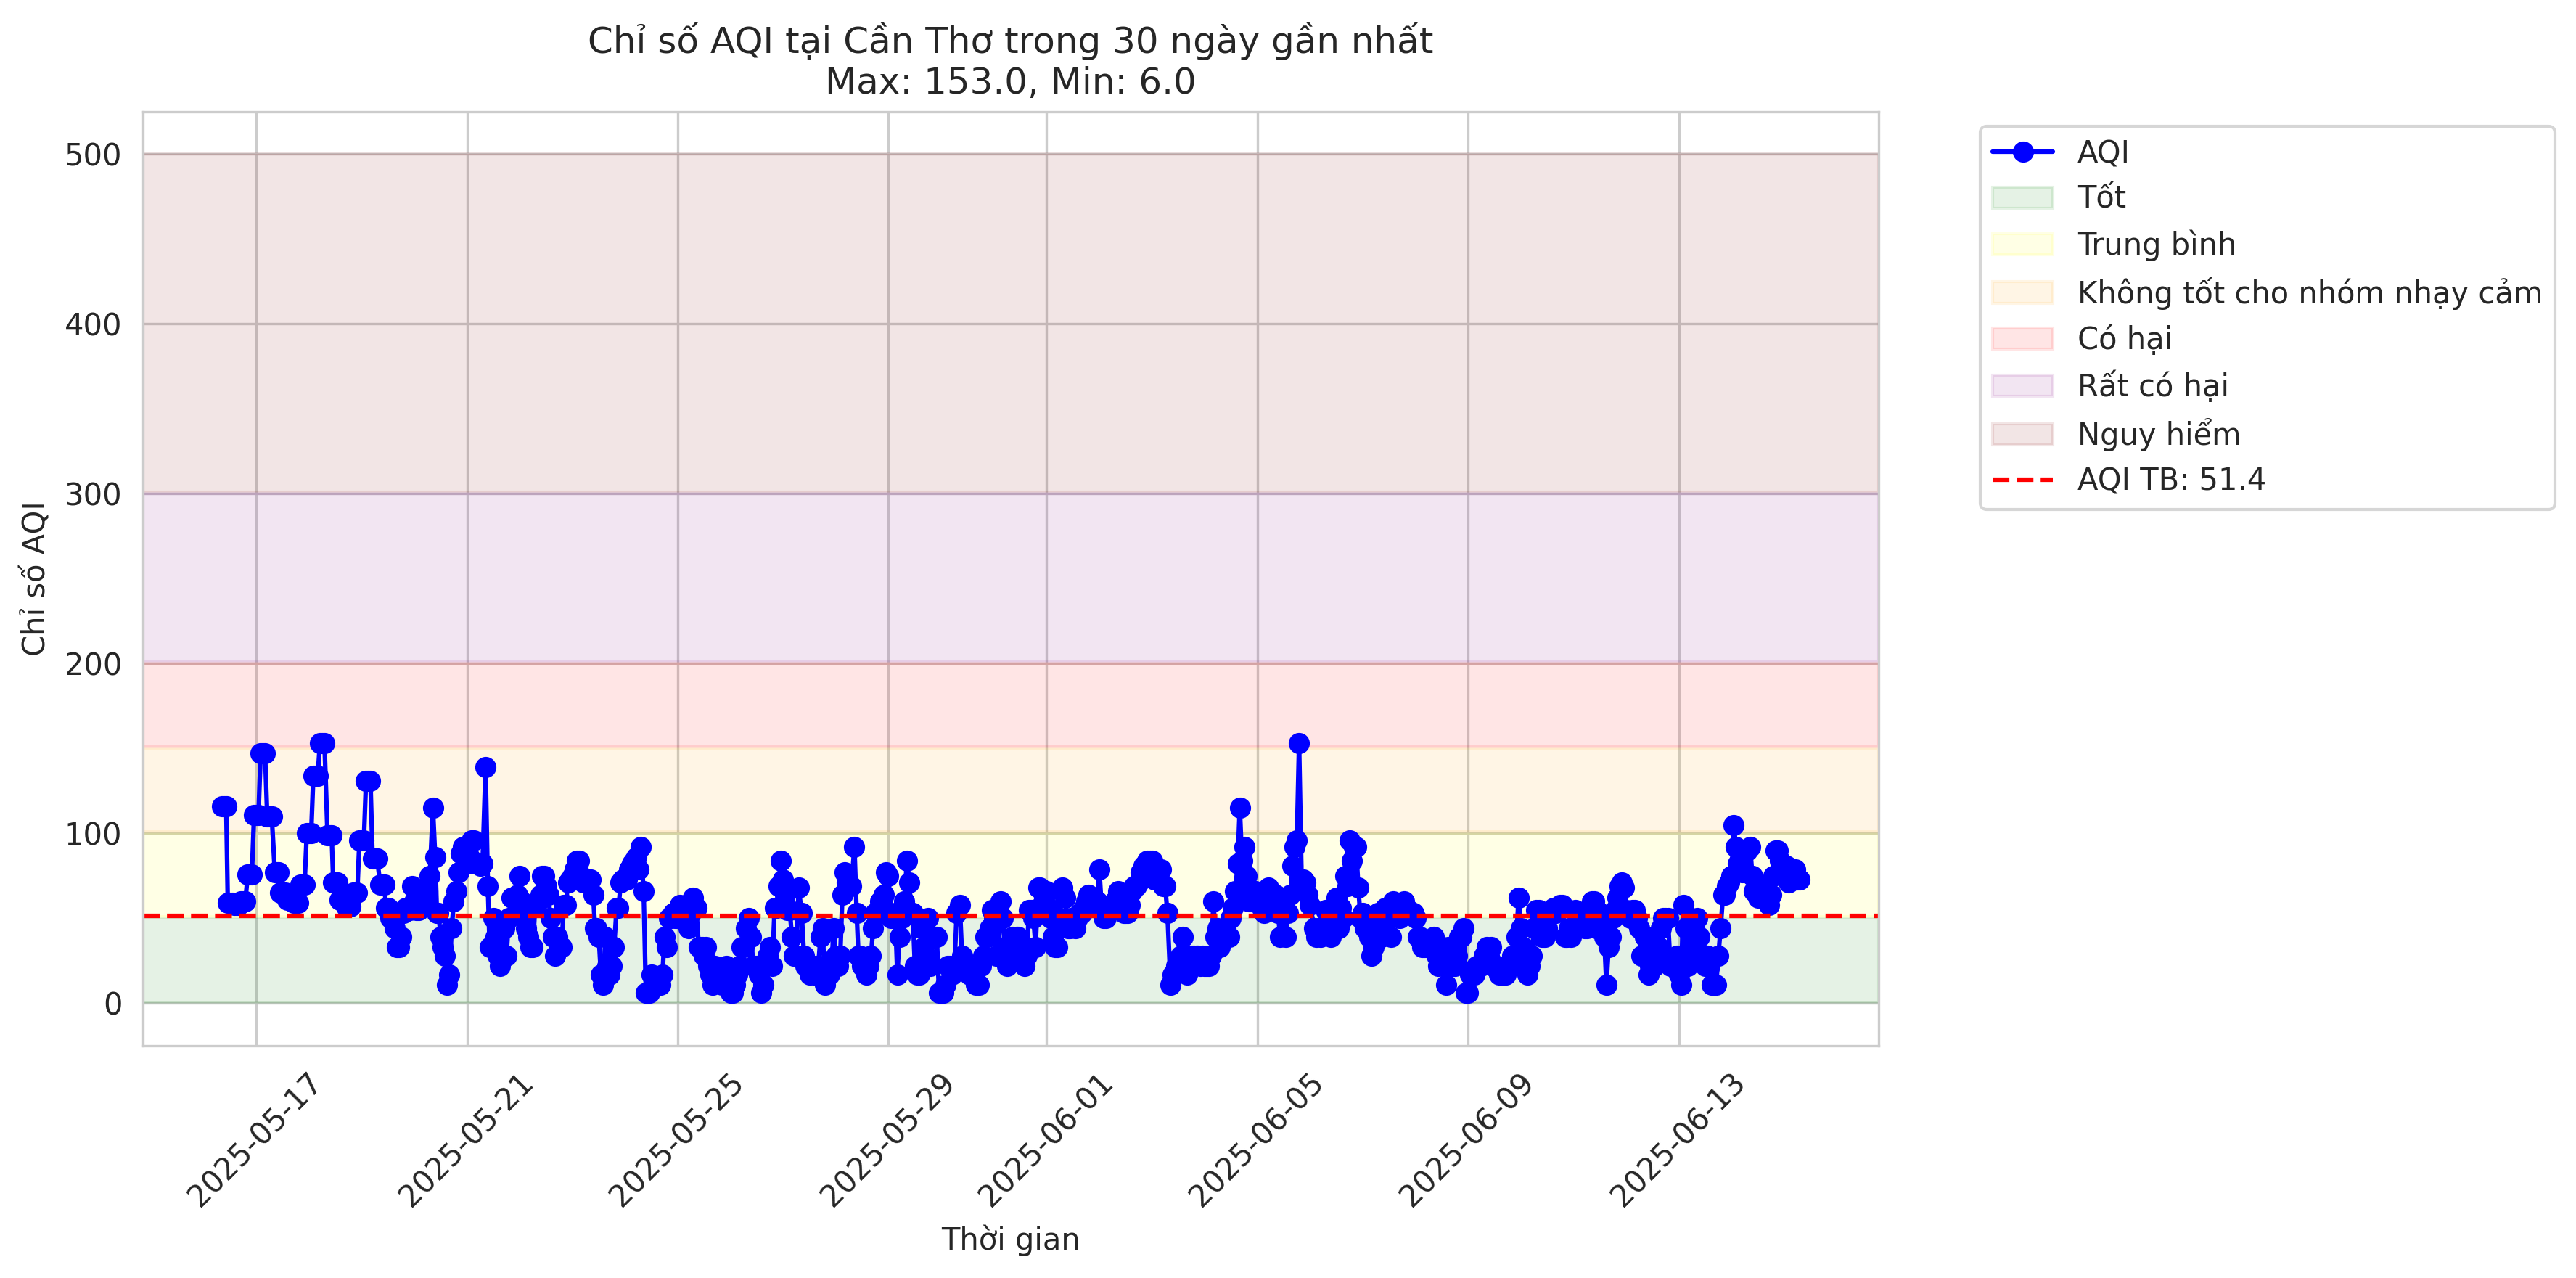 Chỉ số AQI tại Cần Thơ trong 30 ngày gần nhất
Max: 153.0, Min: 6.0
Chỉ số AQI
500
400
300
200
100
0
2025-05-17
2025-05-21
2025-05-25
2025-05-29
2025-06-01
2025-06-05
2025-06-09
2025-06-13
Thời gian
AQI
Tốt
Trung bình
Không tốt cho nhóm nhạy cảm
Có hại
Rất có hại
Nguy hiểm
AQI TB: 51.4